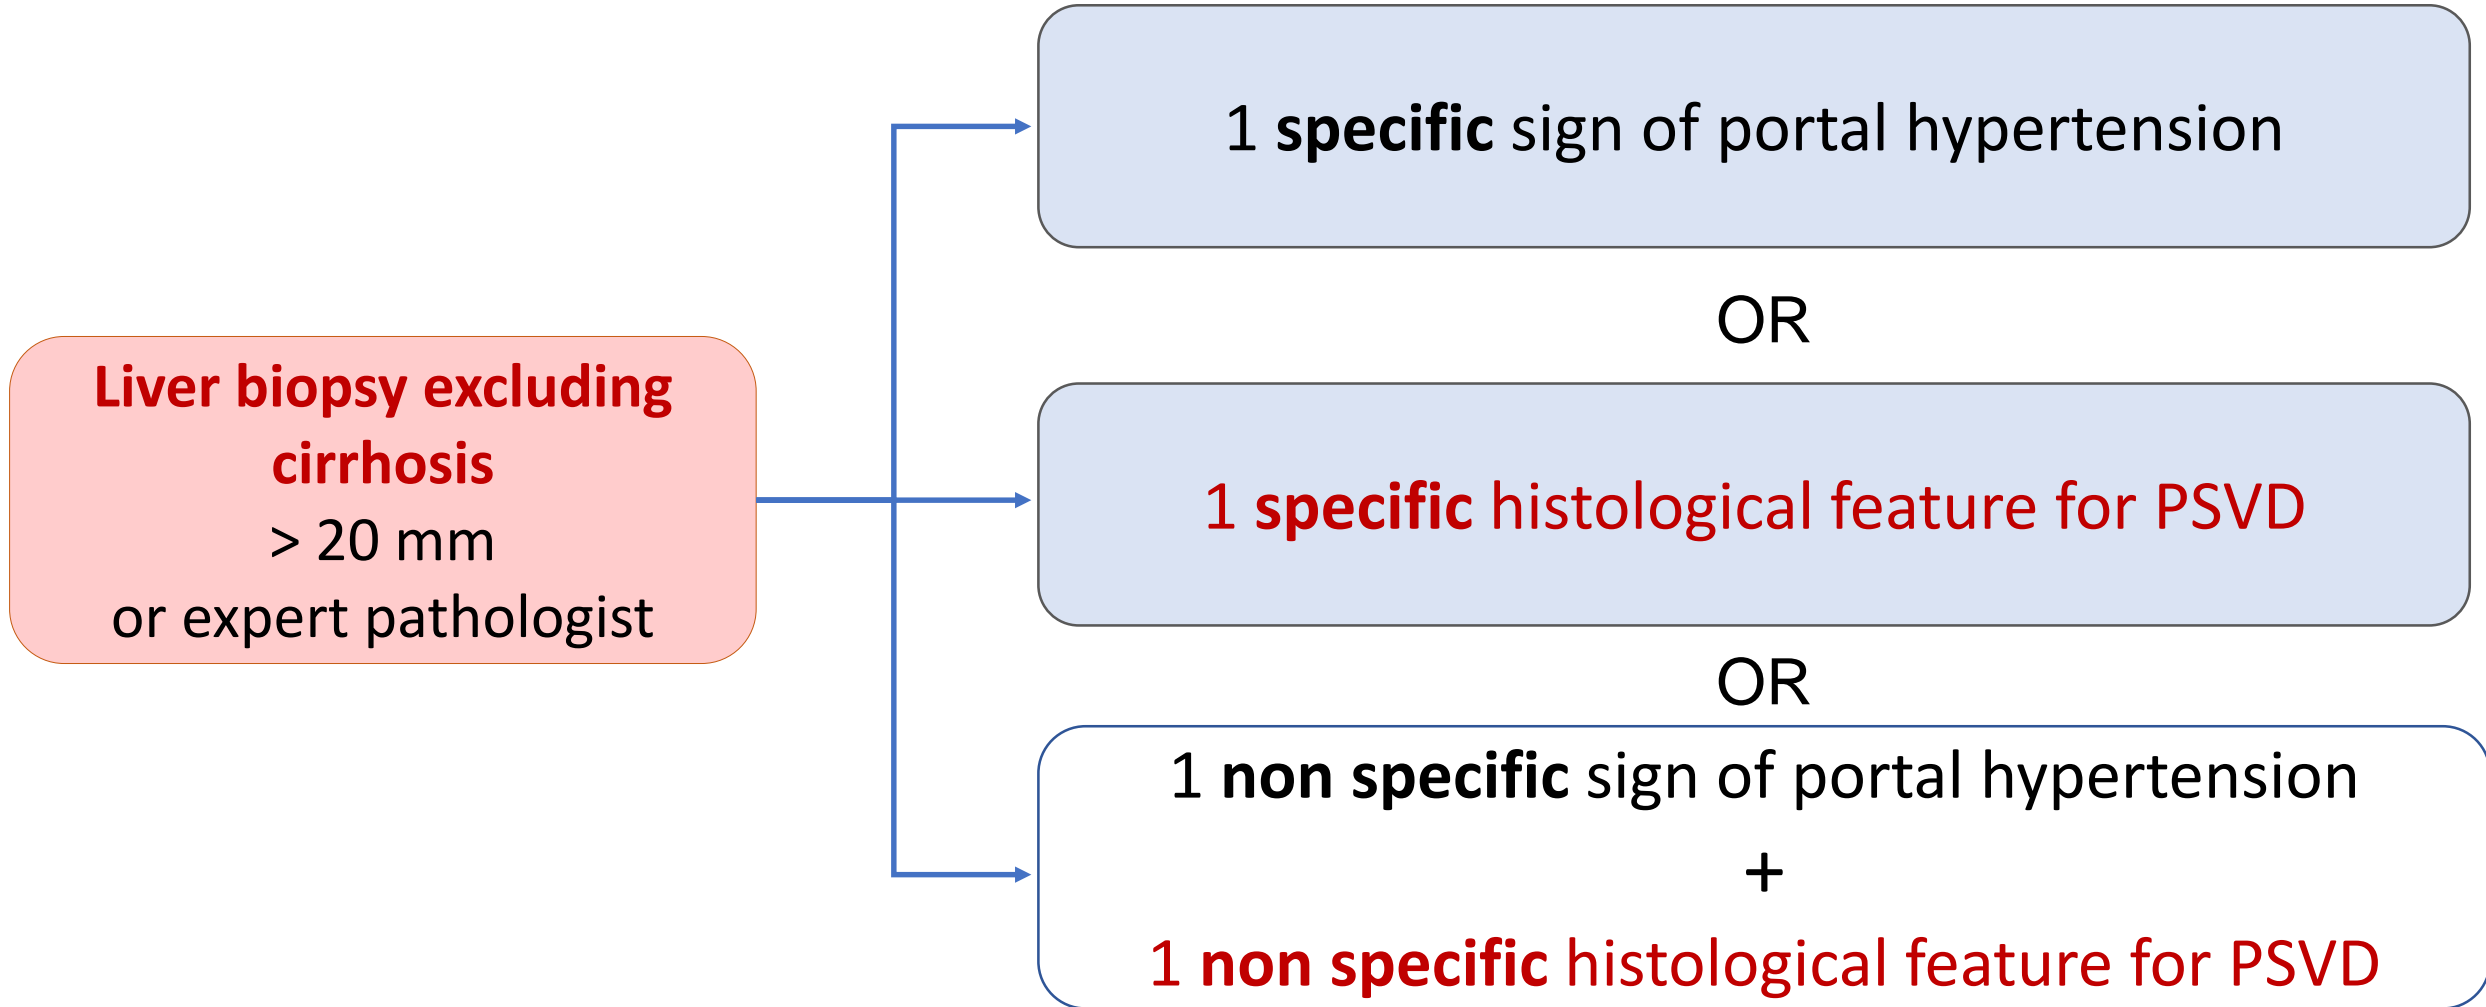 Liver biopsy excluding
cirrhosis
> 20 mm
or expert pathologist
1 specific sign of portal hypertension
OR
1 specific histological feature for PSVD
OR
1 non specific sign of portal hypertension
+
1 non specific histological feature for PSVD